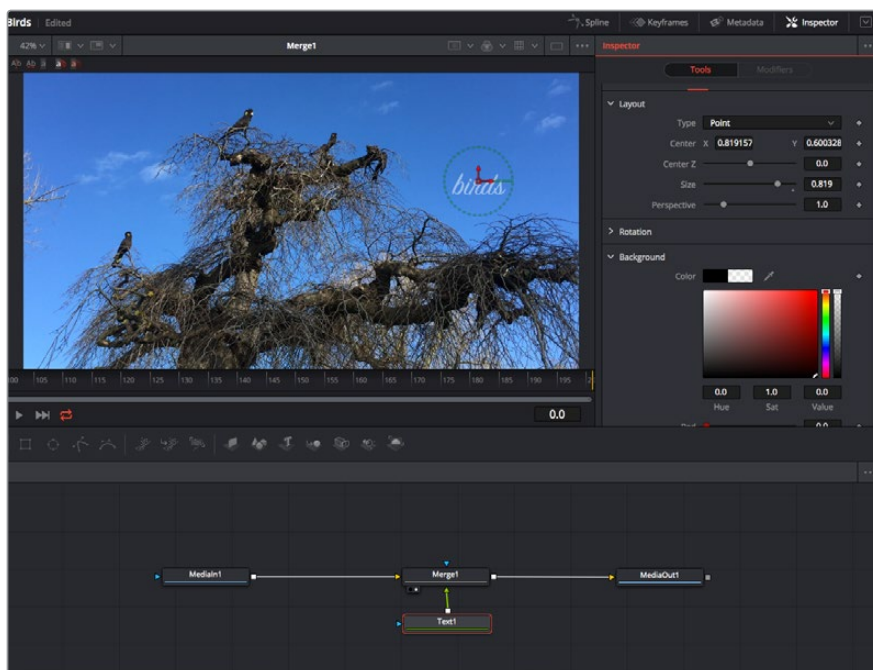 Birds Edited Spline Keyframes Metadata Inspector
42% Merge1 Inspector
Tools Modifiers
Layout
Type Point
Center X 0.819157 Y 0.600328
Center Z 0.0
Size 0.819
Perspective 1.0
birds
Rotation
Background
Color
0.0 1.0 0.0
Hue Sat Value
100 105 110 115 120 125 130 135 140 145 150 155 160 165 170 175 180 185 190 195
0.0
MediaIn1 Merge1 MediaOut1
Text1